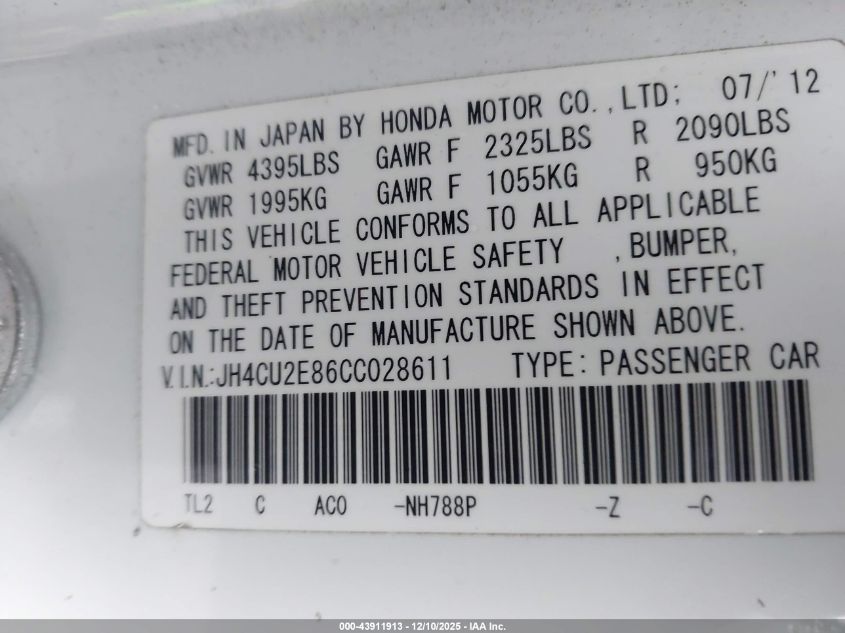 MFD. IN JAPAN BY HONDA MOTOR CO., LTD; 07/'12
GVWR 4395LBS GAWR F 2325LBS R 2090LBS
GVWR 1995KG GAWR F 1055KG R 950KG
THIS VEHICLE CONFORMS TO ALL APPLICABLE
FEDERAL MOTOR VEHICLE SAFETY , BUMPER,
AND THEFT PREVENTION STANDARDS IN EFFECT
ON THE DATE OF MANUFACTURE SHOWN ABOVE.
V.I.N.:JH4CU2E86CC028611 TYPE: PASSENGER CAR
TL2 C ACO -NH788P -Z -C
000-43911913 - 12/10/2025 - IAA Inc.